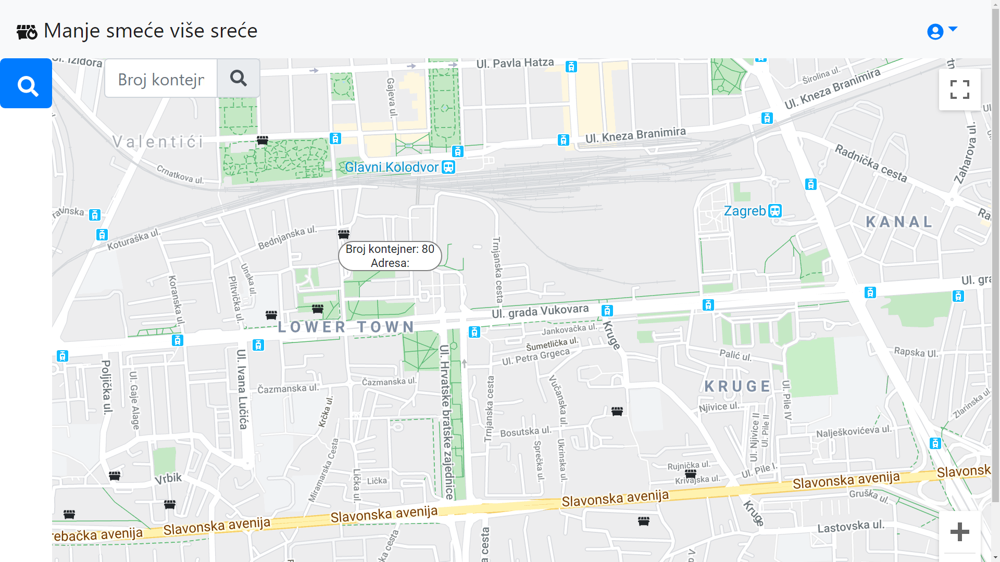 Manje smeće više sreće
Ul. Izidora
Broj kontejr
Gajeva ul.
Ul. Pavla Hatza
Širolina ul.
Ul. Kneza Branimira
Valentići
Ul. Kneza Branimira
Radnička cesta
Zaharova ul.
Crnatkova ul.
Glavni Kolodvor
Zagreb
KANAL
Koturaška ul.
Bednjanska ul.
Broj kontejner: 80
Adresa:
Trnjanska cesta
Koranska ul.
Plitvička ul.
Unska ul.
Ul. gra
Ul. grada Vukovara
LOWER TOWN
Jankovačka ul.
Kruge
Šumetlička ul.
Ul. Petra Grgeca
Palić ul.
Rapska Ul.
Poljička ul.
Ul. Gaje Alage
Ul. Ivana Lučića
Čazmanska ul.
Čazmanska ul.
Ul. Hrvatske bratske zajednice
Trnjanska cesta
Vučanska ul.
KRUGE
Ul. Pile IV
Njivice ul.
Krčka ul.
Zlarinska ul.
Bosutska ul.
Ul. Njivice II
Ul. Pile II
Nalješkovićeva ul.
Miramarska Cesta
Sprečka ul.
Ukrinska ul.
Rujnička ul.
Ul. Pile I.
Vrbik
Lička ul.
Lička
Krivajska ul.
Slavonska avenija
Slavonsk
Gruška ul.
Slavonska avenija
Slavonska avenija
Kruge
Slavonska avenija
rebačka avenija
Lastovska ul.
a cesta
ka cesta